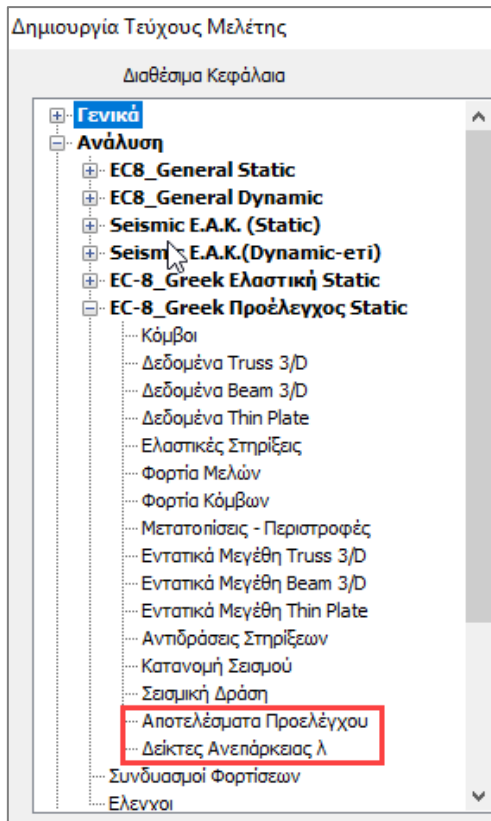 Δημιουργία Τεύχους Μελέτης
Διαθέσιμα Κεφάλαια
Γενικά
Ανάλυση
EC8_General Static
EC8_General Dynamic
Seismic E.A.K. (Static)
Seismic E.A.K.(Dynamic-ετί)
EC-8_Greek Ελαστική Static
EC-8_Greek Προέλεγχος Static
Κόμβοι
Δεδομένα Truss 3/D
Δεδομένα Beam 3/D
Δεδομένα Thin Plate
Ελαστικές Στηρίξεις
Φορτία Μελών
Φορτία Κόμβων
Μετατοπίσεις - Περιστροφές
Εντατικά Μεγέθη Truss 3/D
Εντατικά Μεγέθη Beam 3/D
Εντατικά Μεγέθη Thin Plate
Αντιδράσεις Στηρίξεων
Κατανομή Σεισμού
Σεισμική Δράση
Αποτελέσματα Προελέγχου
Δείκτες Ανεπάρκειας λ
Συνδυασμοί Φορτίσεων
Ελεγχοι